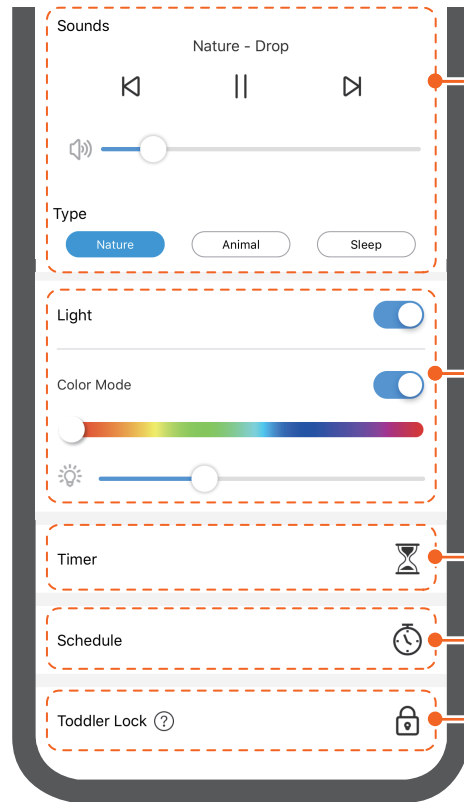 Sounds
Nature - Drop
Type
Nature Animal Sleep
Light
Color Mode
Timer
Schedule
Toddler Lock ?